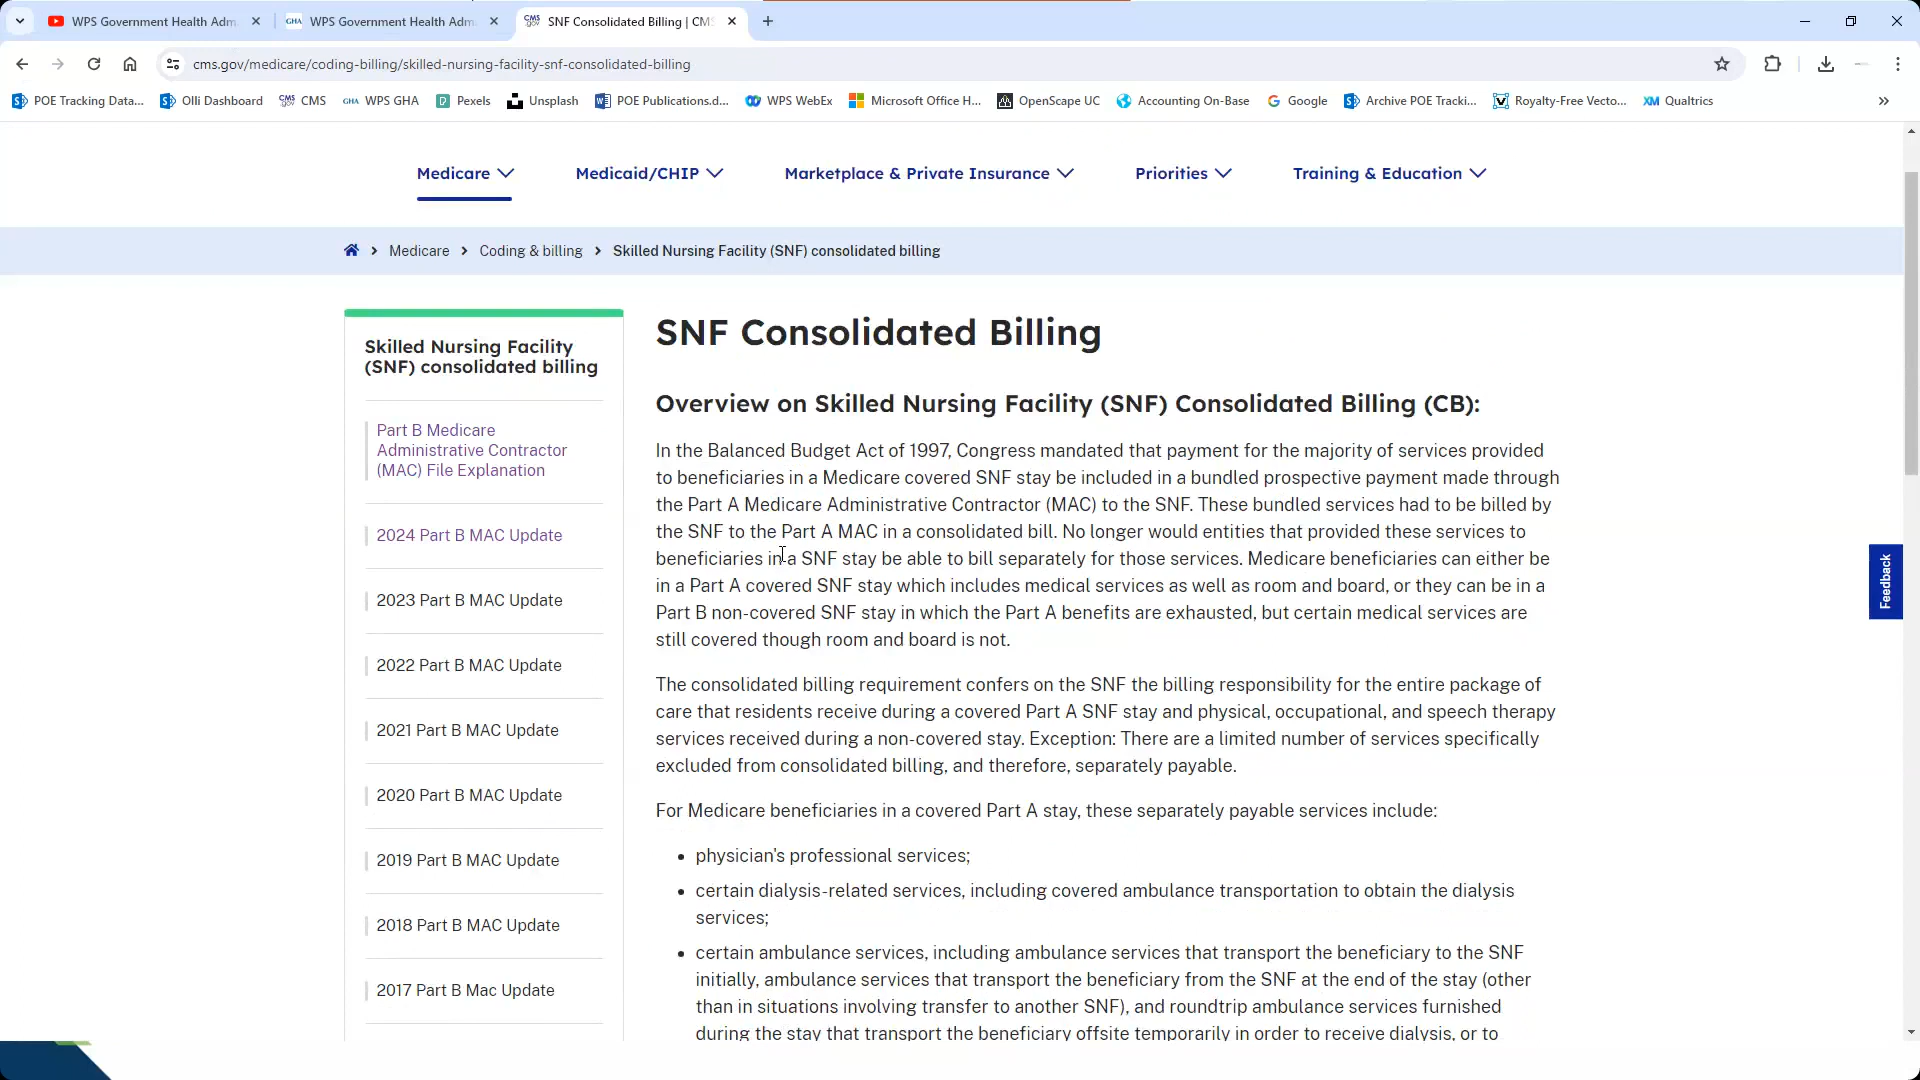 WPS Government Health Adm
GHA WPS Government Health Adm
CMS.gov SNF Consolidated Billing | CMS
cms.gov/medicare/coding-billing/skilled-nursing-facility-snf-consolidated-billing
POE Tracking Data...
Olli Dashboard
CMS.gov CMS
GHA WPS GHA
Pexels
Unsplash
POE Publications.d...
WPS WebEx
Microsoft Office H...
OpenScape UC
Accounting On-Base
Google
Archive POE Tracki...
Royalty-Free Vecto...
XM Qualtrics
Medicare
Medicaid/CHIP
Marketplace & Private Insurance
Priorities
Training & Education
Medicare > Coding & billing > Skilled Nursing Facility (SNF) consolidated billing
Skilled Nursing Facility
(SNF) consolidated billing
Part B Medicare
Administrative Contractor
(MAC) File Explanation
2024 Part B MAC Update
2023 Part B MAC Update
2022 Part B MAC Update
2021 Part B MAC Update
2020 Part B MAC Update
2019 Part B MAC Update
2018 Part B MAC Update
2017 Part B Mac Update
SNF Consolidated Billing
Overview on Skilled Nursing Facility (SNF) Consolidated Billing (CB):
In the Balanced Budget Act of 1997, Congress mandated that payment for the majority of services provided
to beneficiaries in a Medicare covered SNF stay be included in a bundled prospective payment made through
the Part A Medicare Administrative Contractor (MAC) to the SNF. These bundled services had to be billed by
the SNF to the Part A MAC in a consolidated bill. No longer would entities that provided these services to
beneficiaries in a SNF stay be able to bill separately for those services. Medicare beneficiaries can either be
in a Part A covered SNF stay which includes medical services as well as room and board, or they can be in a
Part B non-covered SNF stay in which the Part A benefits are exhausted, but certain medical services are
still covered though room and board is not.
The consolidated billing requirement confers on the SNF the billing responsibility for the entire package of
care that residents receive during a covered Part A SNF stay and physical, occupational, and speech therapy
services received during a non-covered stay. Exception: There are a limited number of services specifically
excluded from consolidated billing, and therefore, separately payable.
For Medicare beneficiaries in a covered Part A stay, these separately payable services include:
• physician's professional services;
• certain dialysis-related services, including covered ambulance transportation to obtain the dialysis
services;
• certain ambulance services, including ambulance services that transport the beneficiary to the SNF
initially, ambulance services that transport the beneficiary from the SNF at the end of the stay (other
than in situations involving transfer to another SNF), and roundtrip ambulance services furnished
during the stay that transport the beneficiary offsite temporarily in order to receive dialysis, or to
Feedback